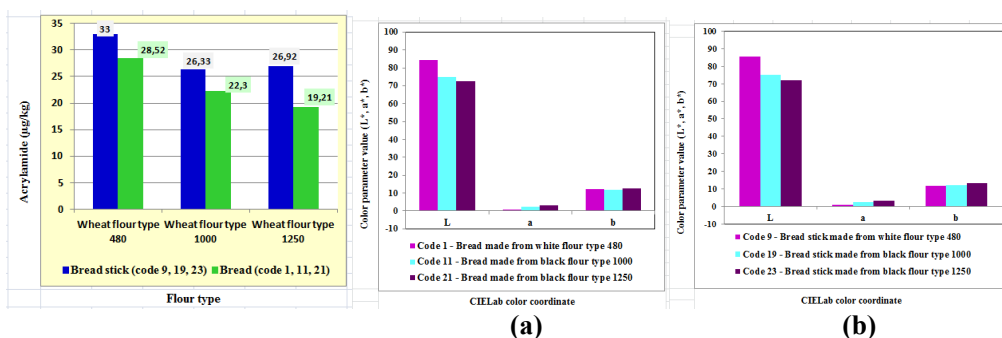 35
30
25
20
15
10
5
0
Acrylamide (µg/kg)
33
28,52
26,33
22,3
26,92
19,21
Wheat flour type 480
Wheat flour type 1000
Wheat flour type 1250
Bread stick (code 9, 19, 23)
Bread (code 1, 11, 21)
Flour type
100
90
80
70
60
50
40
30
20
10
0
-10
Color parameter value (L*, a*, b*)
L
a
b
Code 1 - Bread made from white flour type 480
Code 11 - Bread made from black flour type 1000
Code 21 - Bread made from black flour type 1250
CIELab color coordinate
(a)
100
90
80
70
60
50
40
30
20
10
0
-10
Color parameter value (L*, a*, b*)
L
a
b
Code 9 - Bread stick made from white flour type 480
Code 19 - Bread stick made from black flour type 1000
Code 23 - Bread stick made from black flour type 1250
CIELab color coordinate
(b)